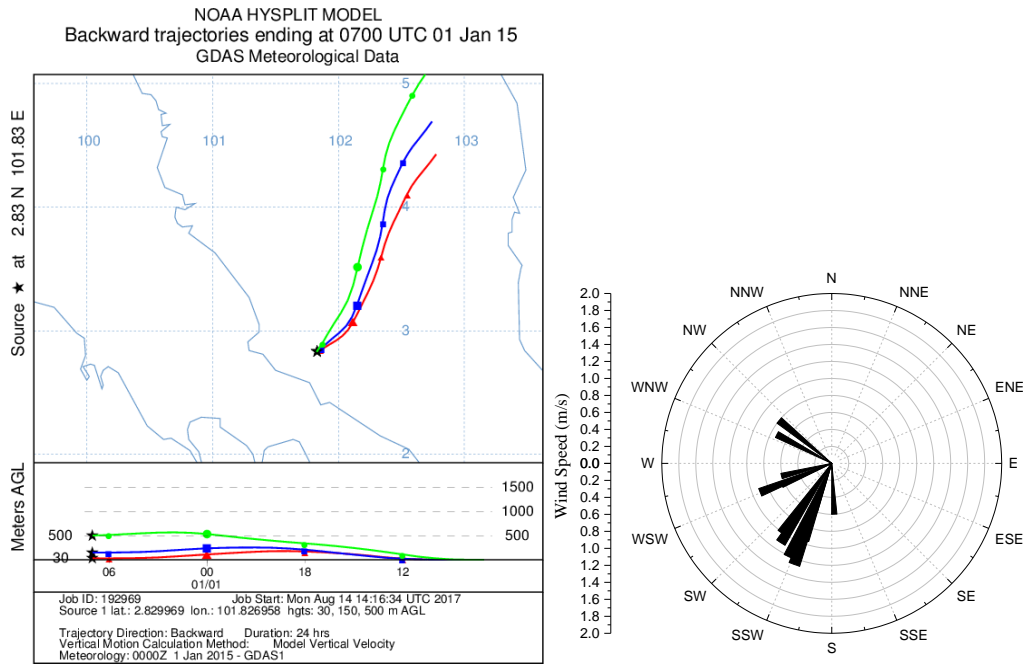 NOAA HYSPLIT MODEL
Backward trajectories ending at 0700 UTC 01 Jan 15
GDAS Meteorological Data
Source ★ at 2.83 N 101.83 E
5
100 101 102 103
4
3
2
Meters AGL
1500
1000
500 500
30
06 00 18 12
01/01
Job ID: 192969 Job Start: Mon Aug 14 14:16:34 UTC 2017
Source 1 lat.: 2.829969 lon.: 101.826958 hgts: 30, 150, 500 m AGL
Trajectory Direction: Backward Duration: 24 hrs
Vertical Motion Calculation Method: Model Vertical Velocity
Meteorology: 0000Z 1 Jan 2015 - GDAS1
Wind Speed (m/s)
2.0
1.8
1.6
1.4
1.2
1.0
0.8
0.6
0.4
0.2
0.0
0.2
0.4
0.6
0.8
1.0
1.2
1.4
1.6
1.8
2.0
N
NNW NNE
NW NE
WNW ENE
W E
WSW ESE
SW SE
SSW SSE
S